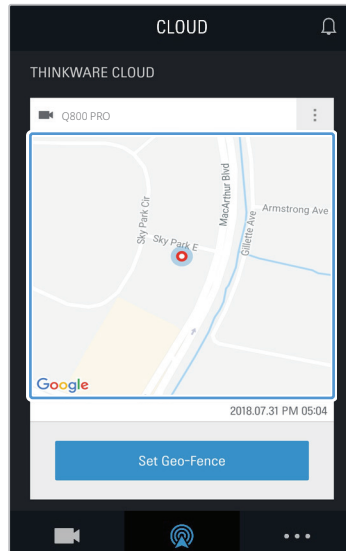 CLOUD
THINKWARE CLOUD
Q800 PRO
MacArthur Blvd
Sky Park Cir
Armstrong Ave
Gillette Ave
Sky Park E
Google
2018.07.31 PM 05:04
Set Geo-Fence